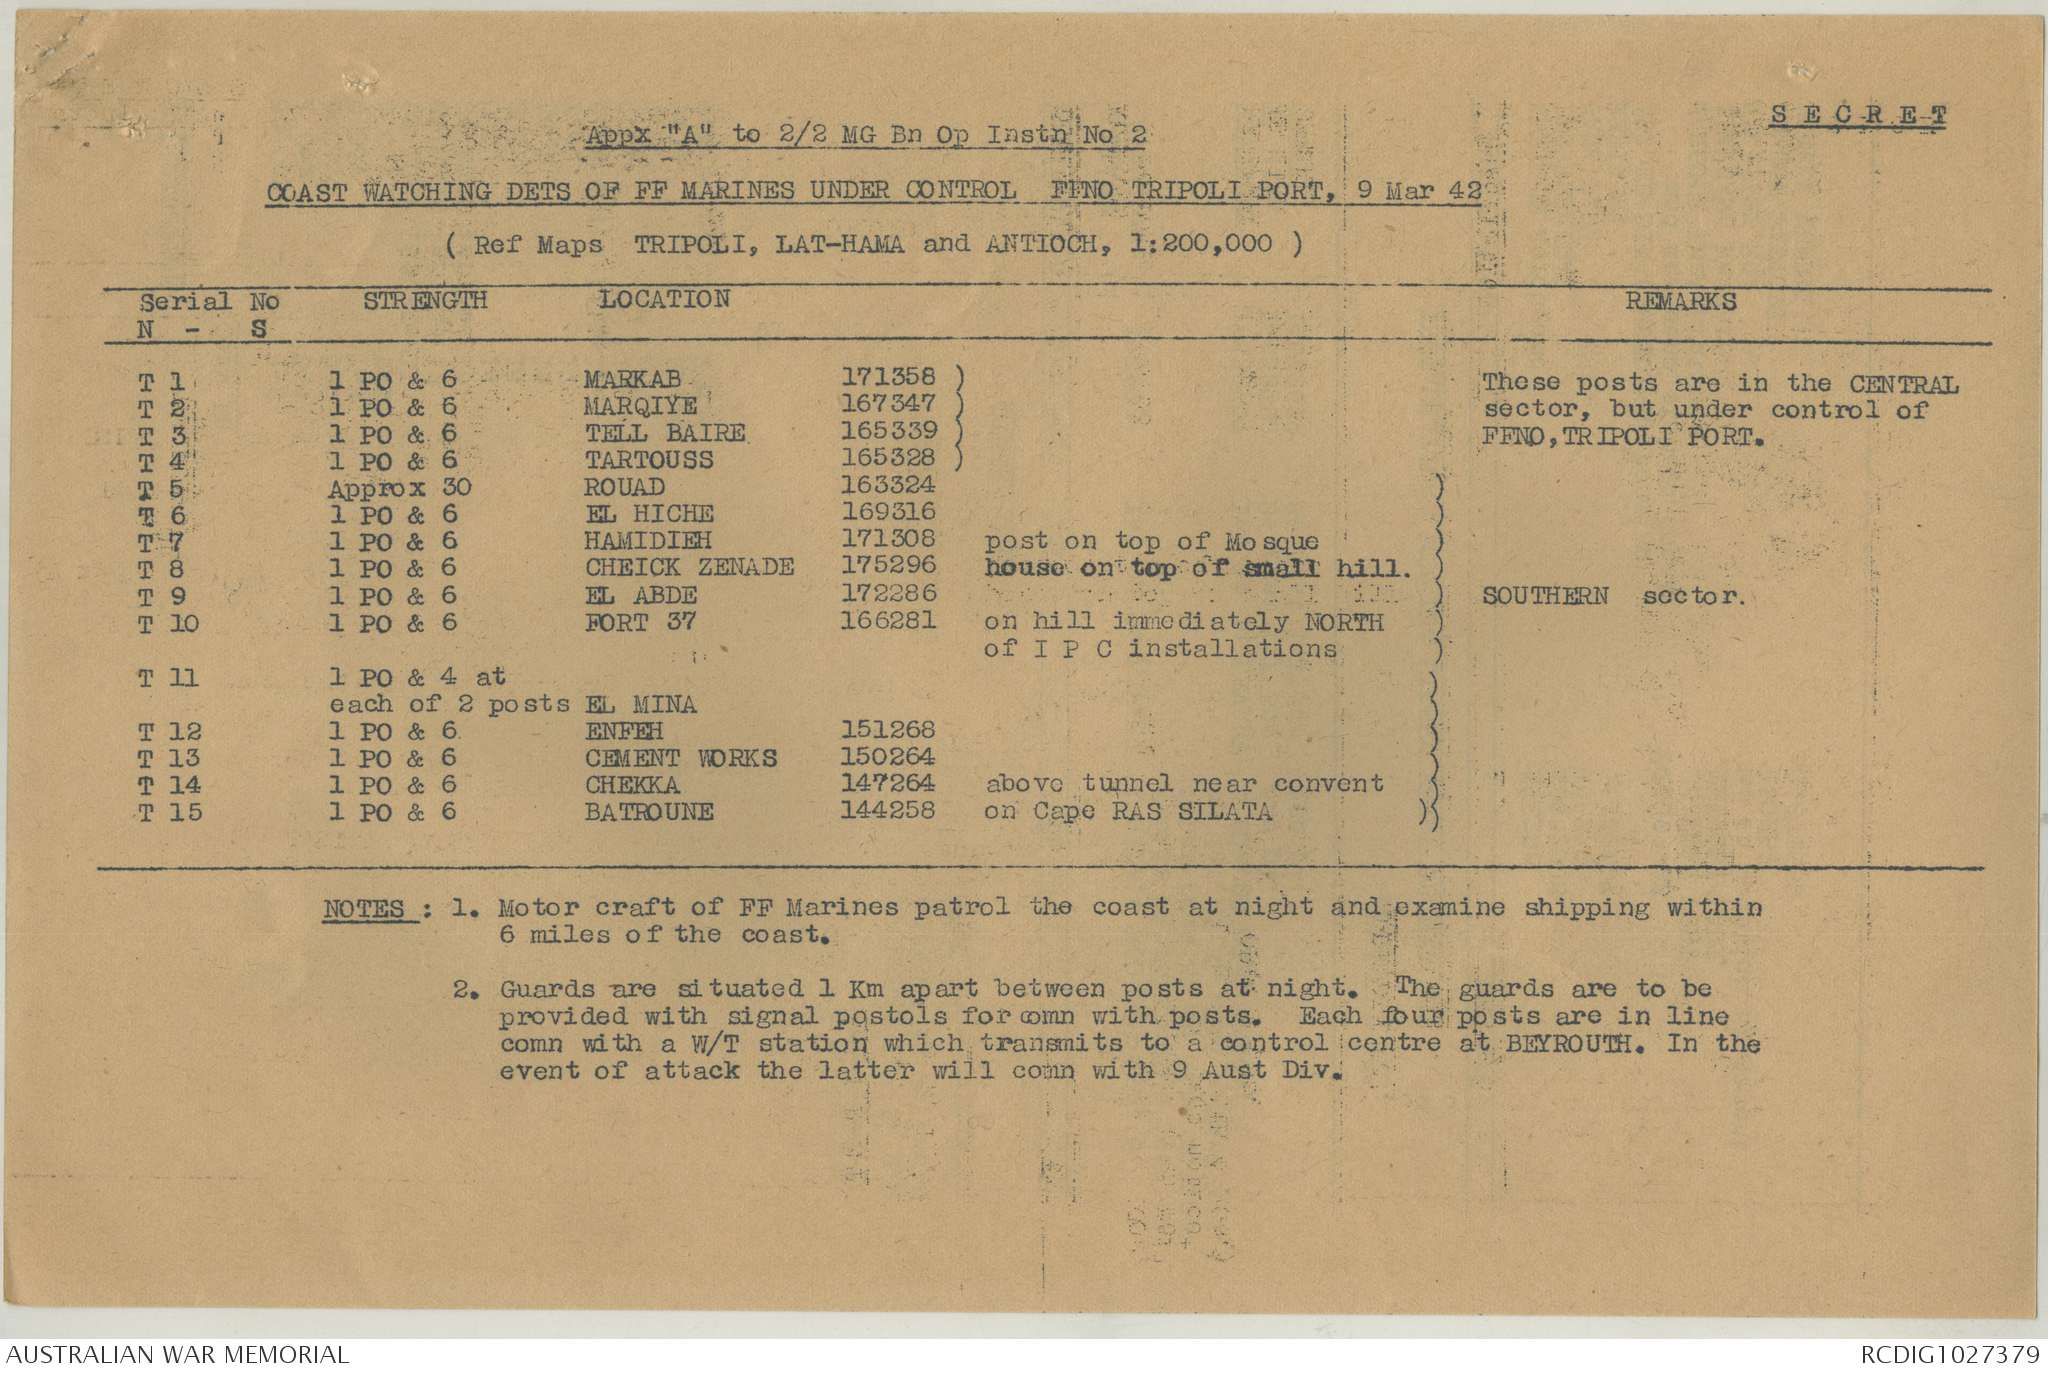 S E C R E T
Appx "A" to 2/2 MG Bn Op Instn No 2
COAST WATCHING DETS OF FF MARINES UNDER CONTROL FFNO TRIPOLI PORT, 9 Mar 42
( Ref Maps TRIPOLI, LAT-HAMA and ANTIOCH, 1:200,000 )
Serial No STRENGTH LOCATION REMARKS
N - S
T 1 1 PO & 6 MARKAB 171358 ) These posts are in the CENTRAL
T 2 1 PO & 6 MARQIYE 167347 ) sector, but under control of
T 3 1 PO & 6 TELL BAIRE 165339 ) FFNO, TRIPOLI PORT.
T 4 1 PO & 6 TARTOUSS 165328 )
T 5 Approx 30 ROUAD 163324 )
T 6 1 PO & 6 EL HICHE 169316 )
T 7 1 PO & 6 HAMIDIEH 171308 post on top of Mosque )
T 8 1 PO & 6 CHEICK ZENADE 175296 house on top of small hill. )
T 9 1 PO & 6 EL ABDE 172286 ) SOUTHERN sector.
T 10 1 PO & 6 FORT 37 166281 on hill immediately NORTH )
of I P C installations )
T 11 1 PO & 4 at )
each of 2 posts EL MINA )
T 12 1 PO & 6 ENFEH 151268 )
T 13 1 PO & 6 CEMENT WORKS 150264 )
T 14 1 PO & 6 CHEKKA 147264 above tunnel near convent )
T 15 1 PO & 6 BATROUNE 144258 on Cape RAS SILATA )
NOTES : 1. Motor craft of FF Marines patrol the coast at night and examine shipping within
6 miles of the coast.
2. Guards are situated 1 Km apart between posts at night. The guards are to be
provided with signal postols for comn with posts. Each four posts are in line
comn with a W/T station which transmits to a control centre at BEYROUTH. In the
event of attack the latter will comn with 9 Aust Div.
AUSTRALIAN WAR MEMORIAL RCDIG1027379